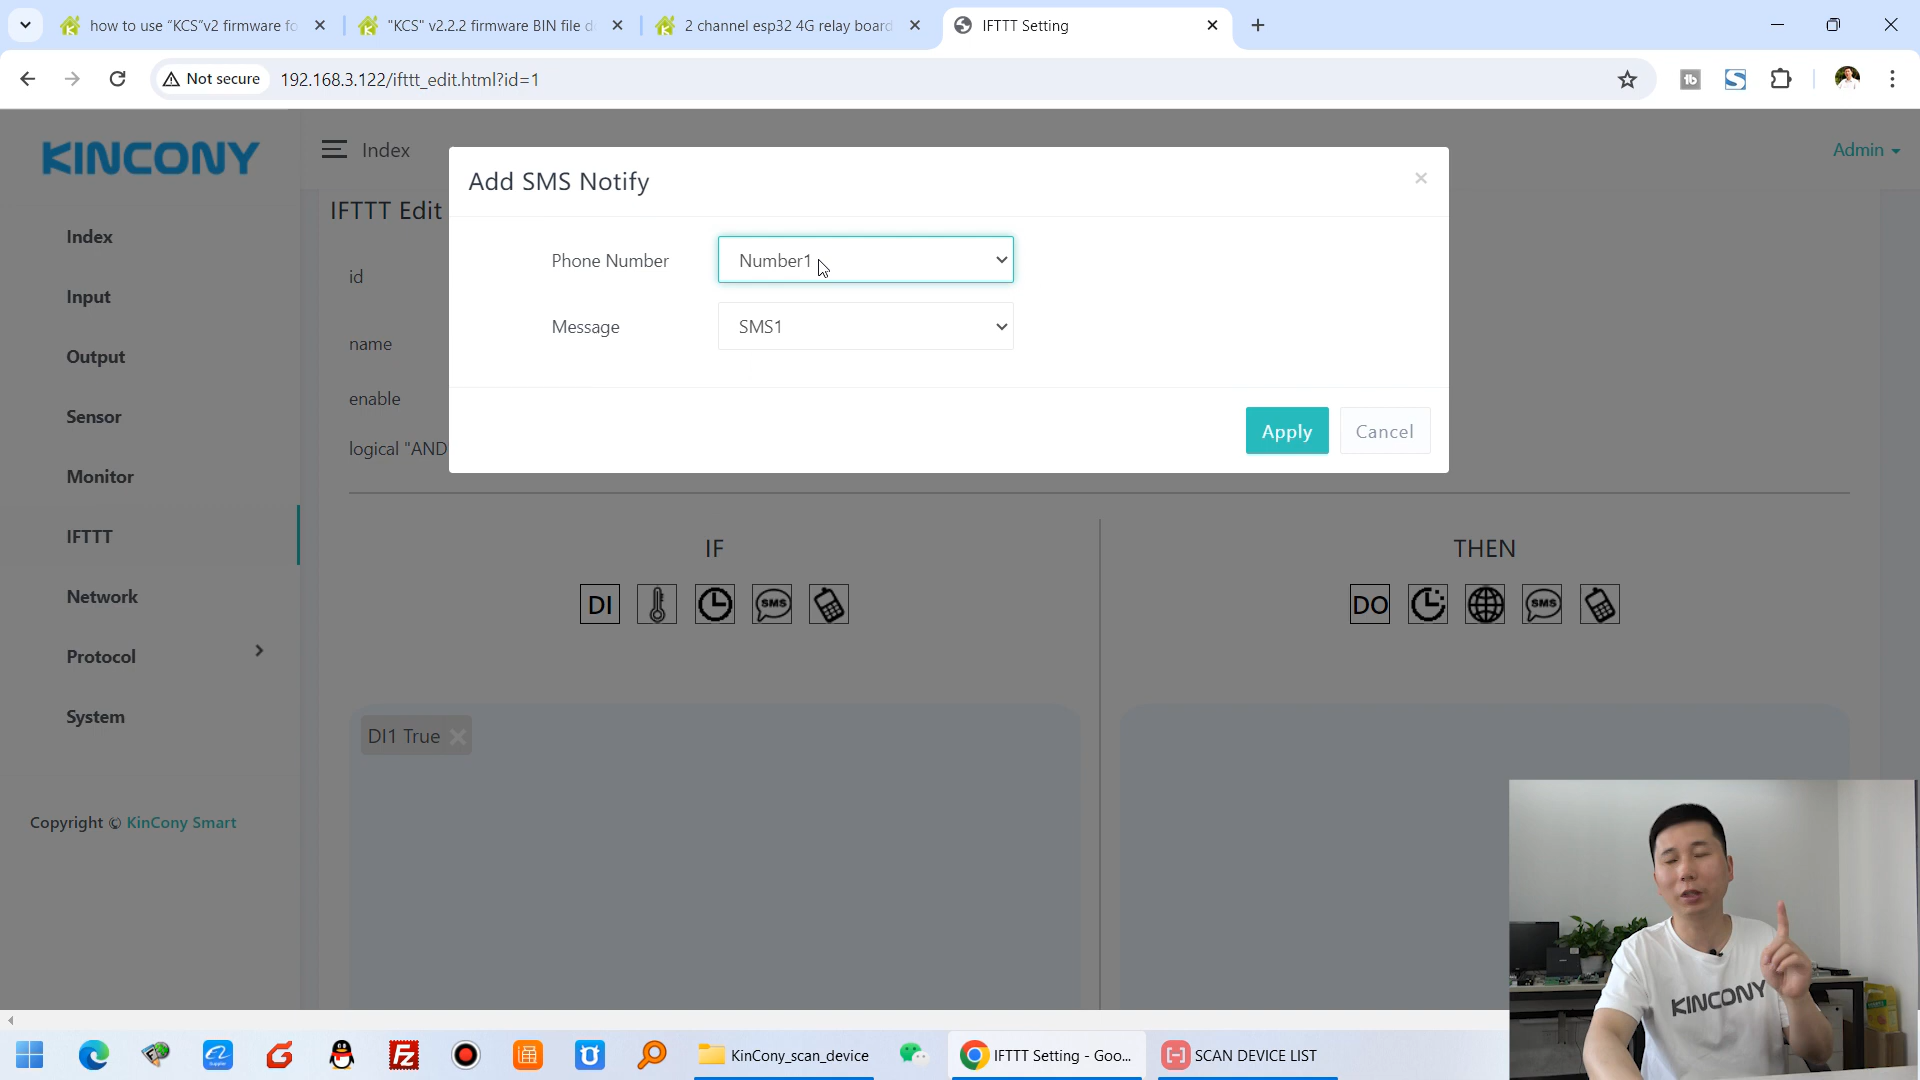 how to use "KCS"v2 firmware fo
"KCS" v2.2.2 firmware BIN file d
2 channel esp32 4G relay board
IFTTT Setting
Not secure
192.168.3.122/ifttt_edit.html?id=1
KINCONY
Index
Admin
Index
Input
Output
Sensor
Monitor
IFTTT
Network
Protocol
System
Copyright © KinCony Smart
IFTTT Edit
id
name
enable
logical "AND
Add SMS Notify
Phone Number
Number1
Message
SMS1
Apply
Cancel
IF
DI
SMS
THEN
DO
SMS
DI1 True
KINCONY
KinCony_scan_device
IFTTT Setting - Goo...
SCAN DEVICE LIST